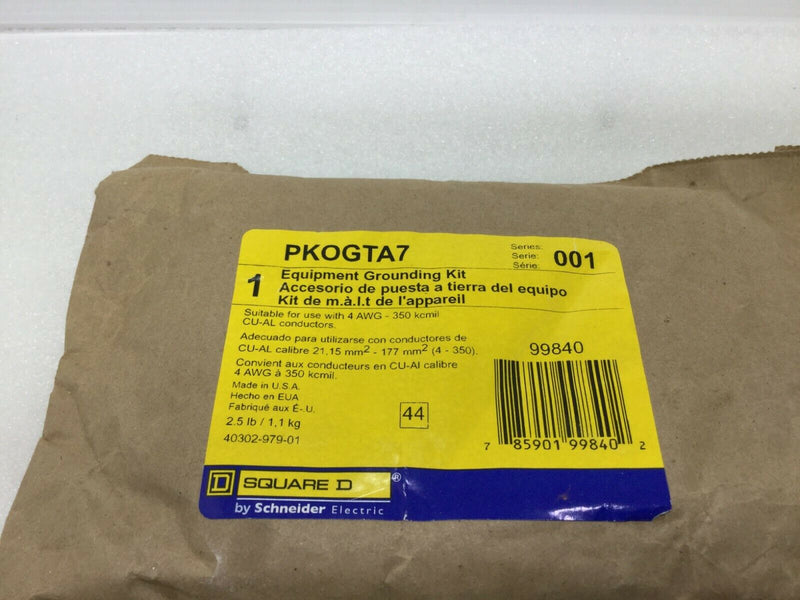 PKOGTA7
Series:
Serie:
Série:
001
1
Equipment Grounding Kit
Accesorio de puesta a tierra del equipo
Kit de m.à.l.t de l'appareil
Suitable for use with 4 AWG - 350 kcmil
CU-AL conductors.
Adecuado para utilizarse con conductores de
CU-AL calibre 21,15 mm² - 177 mm² (4 - 350).
Convient aux conducteurs en CU-Al calibre
4 AWG à 350 kcmil.
Made in U.S.A.
Hecho en EUA
Fabriqué aux É.-U.
2.5 lb / 1,1 kg
40302-979-01
44
99840
7 85901 99840 2
D SQUARE D ®
by Schneider Electric